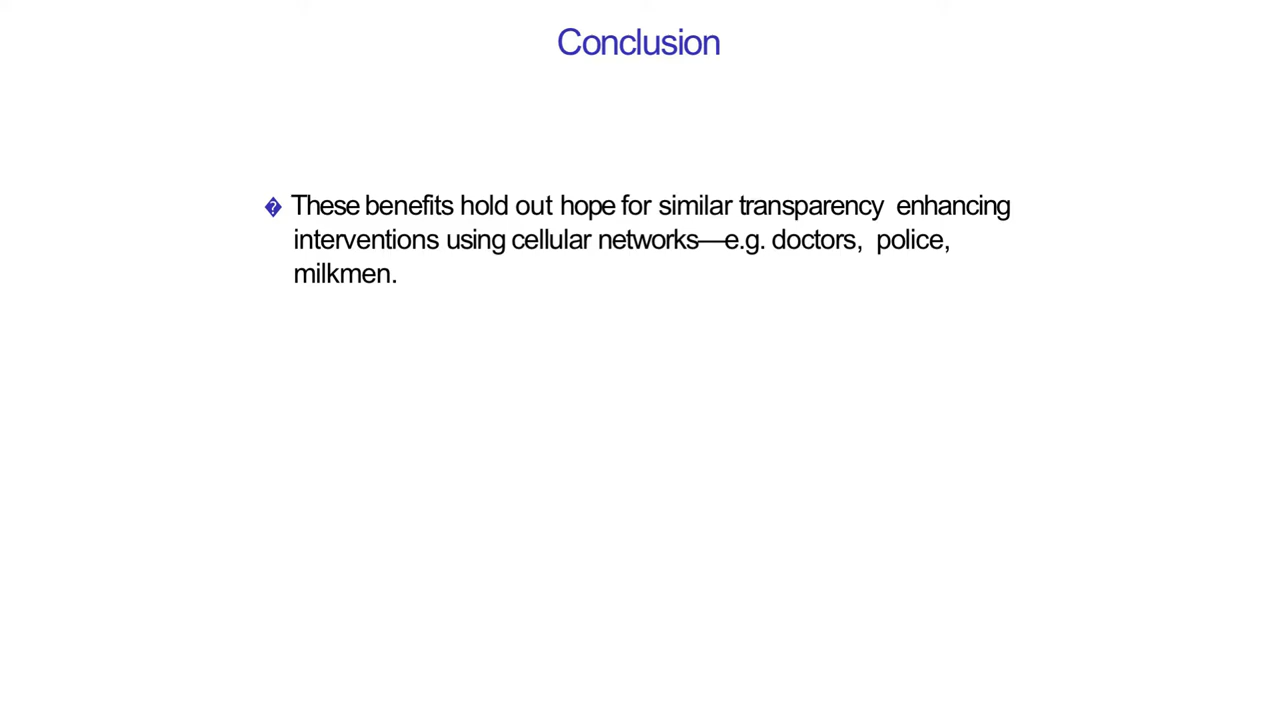 Conclusion
� These benefits hold out hope for similar transparency enhancing
interventions using cellular networks—e.g. doctors, police,
milkmen.